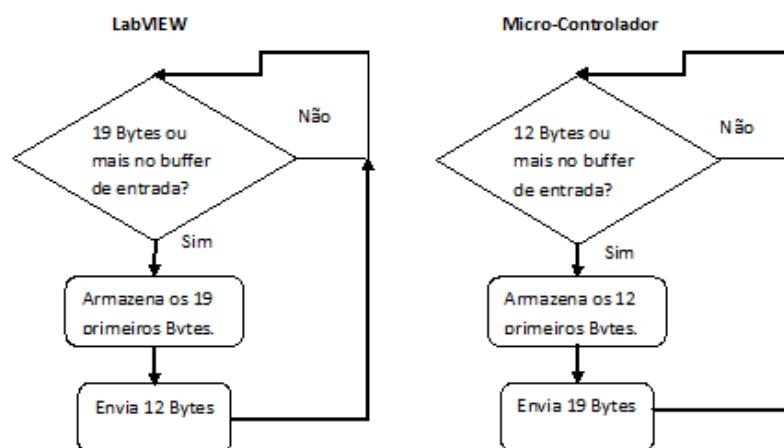 LabVIEW
19 Bytes ou
mais no buffer
de entrada?
Não
Sim
Armazena os 19
primeiros Bytes.
Envia 12 Bytes
Micro-Controlador
12 Bytes ou
mais no buffer
de entrada?
Não
Sim
Armazena os 12
primeiros Bytes.
Envia 19 Bytes